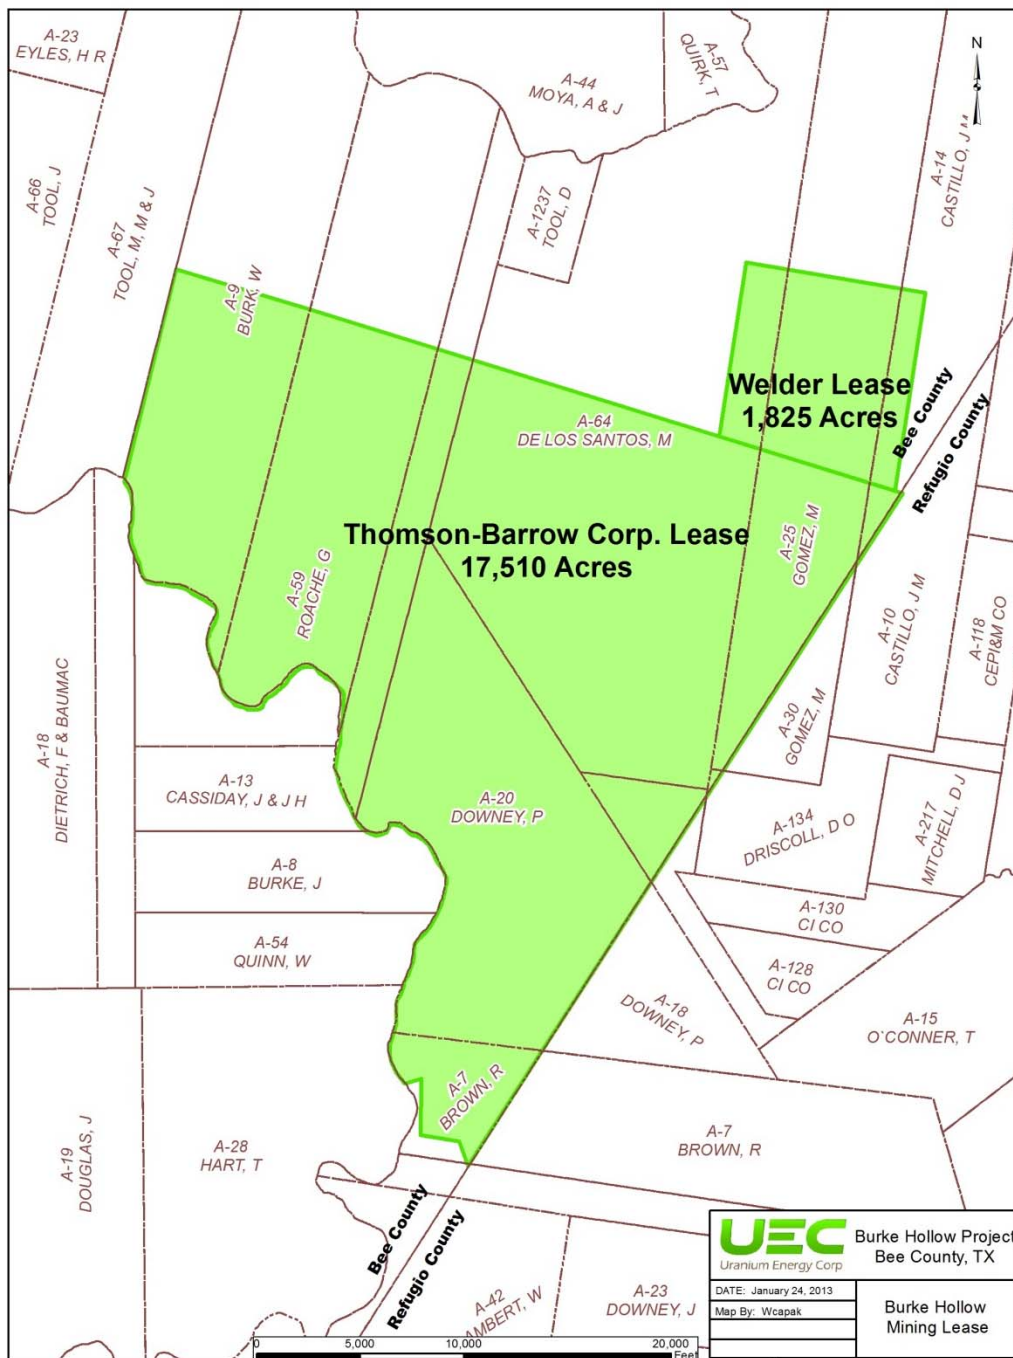 A-23
EYLES, H R
A-44
MOYA, A & J
A-57
QUIRK, T
N
A-66
TOOL, J
A-67
TOOL, M, M & J
A-9
BURK, W
A-1237
TOOL, D
A-14
CASTILLO, J M
Welder Lease
1,825 Acres
Bee County
Refugio County
A-64
DE LOS SANTOS, M
Thomson-Barrow Corp. Lease
17,510 Acres
A-25
GOMEZ, M
A-59
ROACHE, G
A-10
CASTILLO, J M
A-118
CEPI&M CO
A-18
DIETRICH, F & BAUMAC
A-30
GOMEZ, M
A-13
CASSIDAY, J & J H
A-20
DOWNEY, P
A-134
DRISCOLL, D O
A-217
MITCHELL, D J
A-8
BURKE, J
A-130
CI CO
A-54
QUINN, W
A-128
CI CO
A-18
DOWNEY, P
A-15
O`CONNER, T
A-7
BROWN, R
A-7
BROWN, R
A-19
DOUGLAS, J
A-28
HART, T
Bee County
Refugio County
A-42
AMBERT, W
A-23
DOWNEY, J
0 5,000 10,000 20,000
Feet
UEC
Uranium Energy Corp
Burke Hollow Project
Bee County, TX
DATE: January 24, 2013
Map By: Wcapak
Burke Hollow
Mining Lease